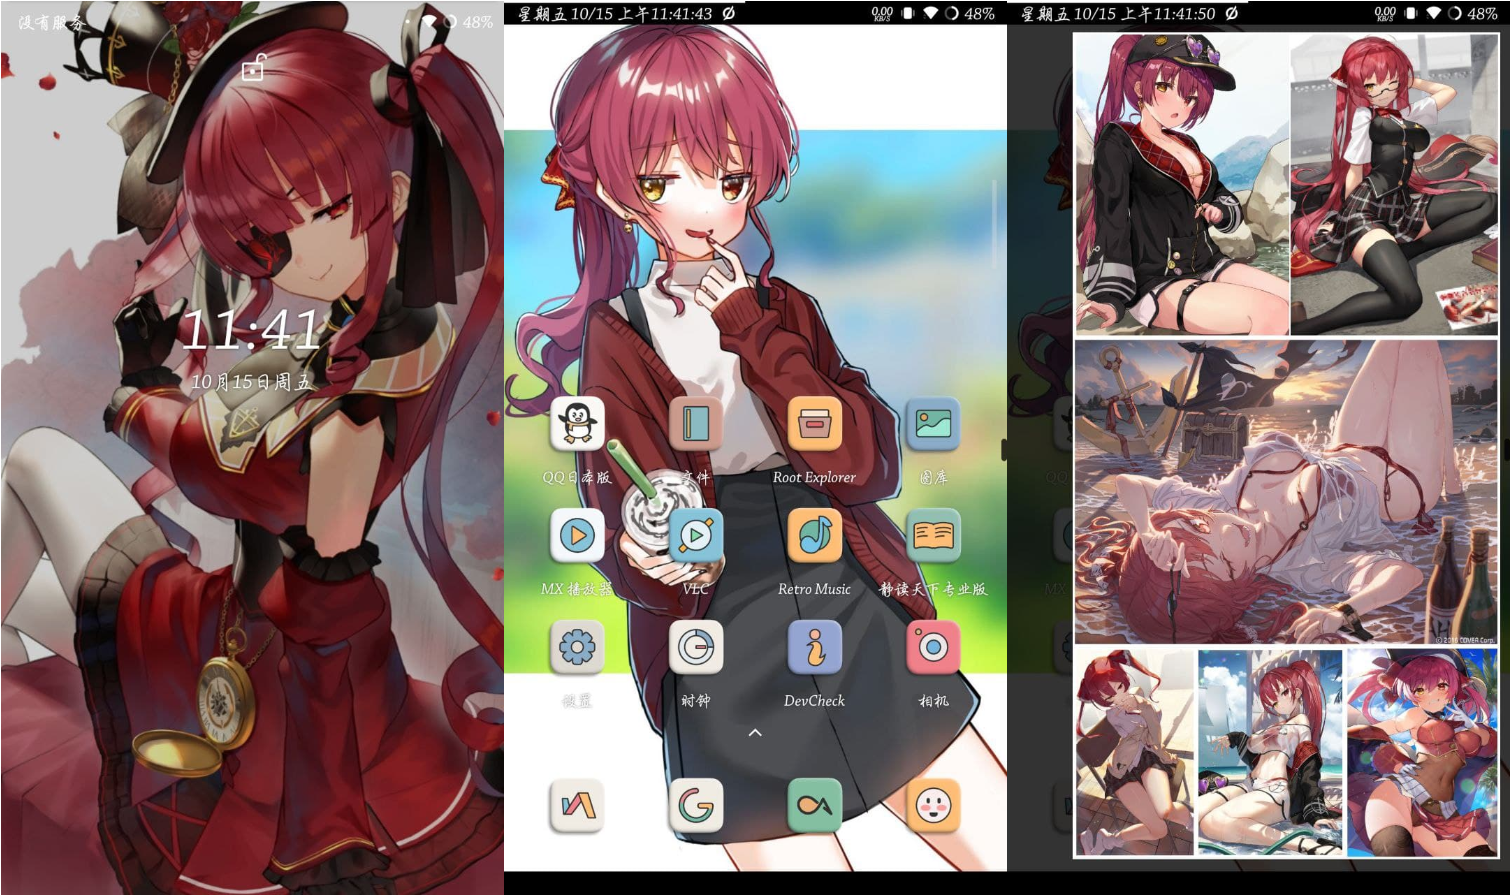 没有服务
48%
11:41
10月15日周五
星期五 10/15 上午11:41:43
0.00
KB/S
48%
QQ日本版
文件
Root Explorer
图库
MX 播放器
VLC
Retro Music
静读天下专业版
设置
时钟
DevCheck
相机
星期五 10/15 上午11:41:50
0.00
KB/S
48%
© 2016 COVER Corp.